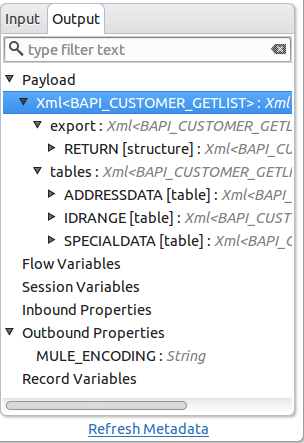 Input Output
type filter text
Payload
Xml<BAPI_CUSTOMER_GETLIST> : Xml
export : Xml<BAPI_CUSTOMER_GETL
RETURN [structure] : Xml<BAPI_CU
tables : Xml<BAPI_CUSTOMER_GETLI
ADDRESSDATA [table] : Xml<BAPI_
IDRANGE [table] : Xml<BAPI_CUST
SPECIALDATA [table] : Xml<BAPI_C
Flow Variables
Session Variables
Inbound Properties
Outbound Properties
MULE_ENCODING : String
Record Variables
Refresh Metadata